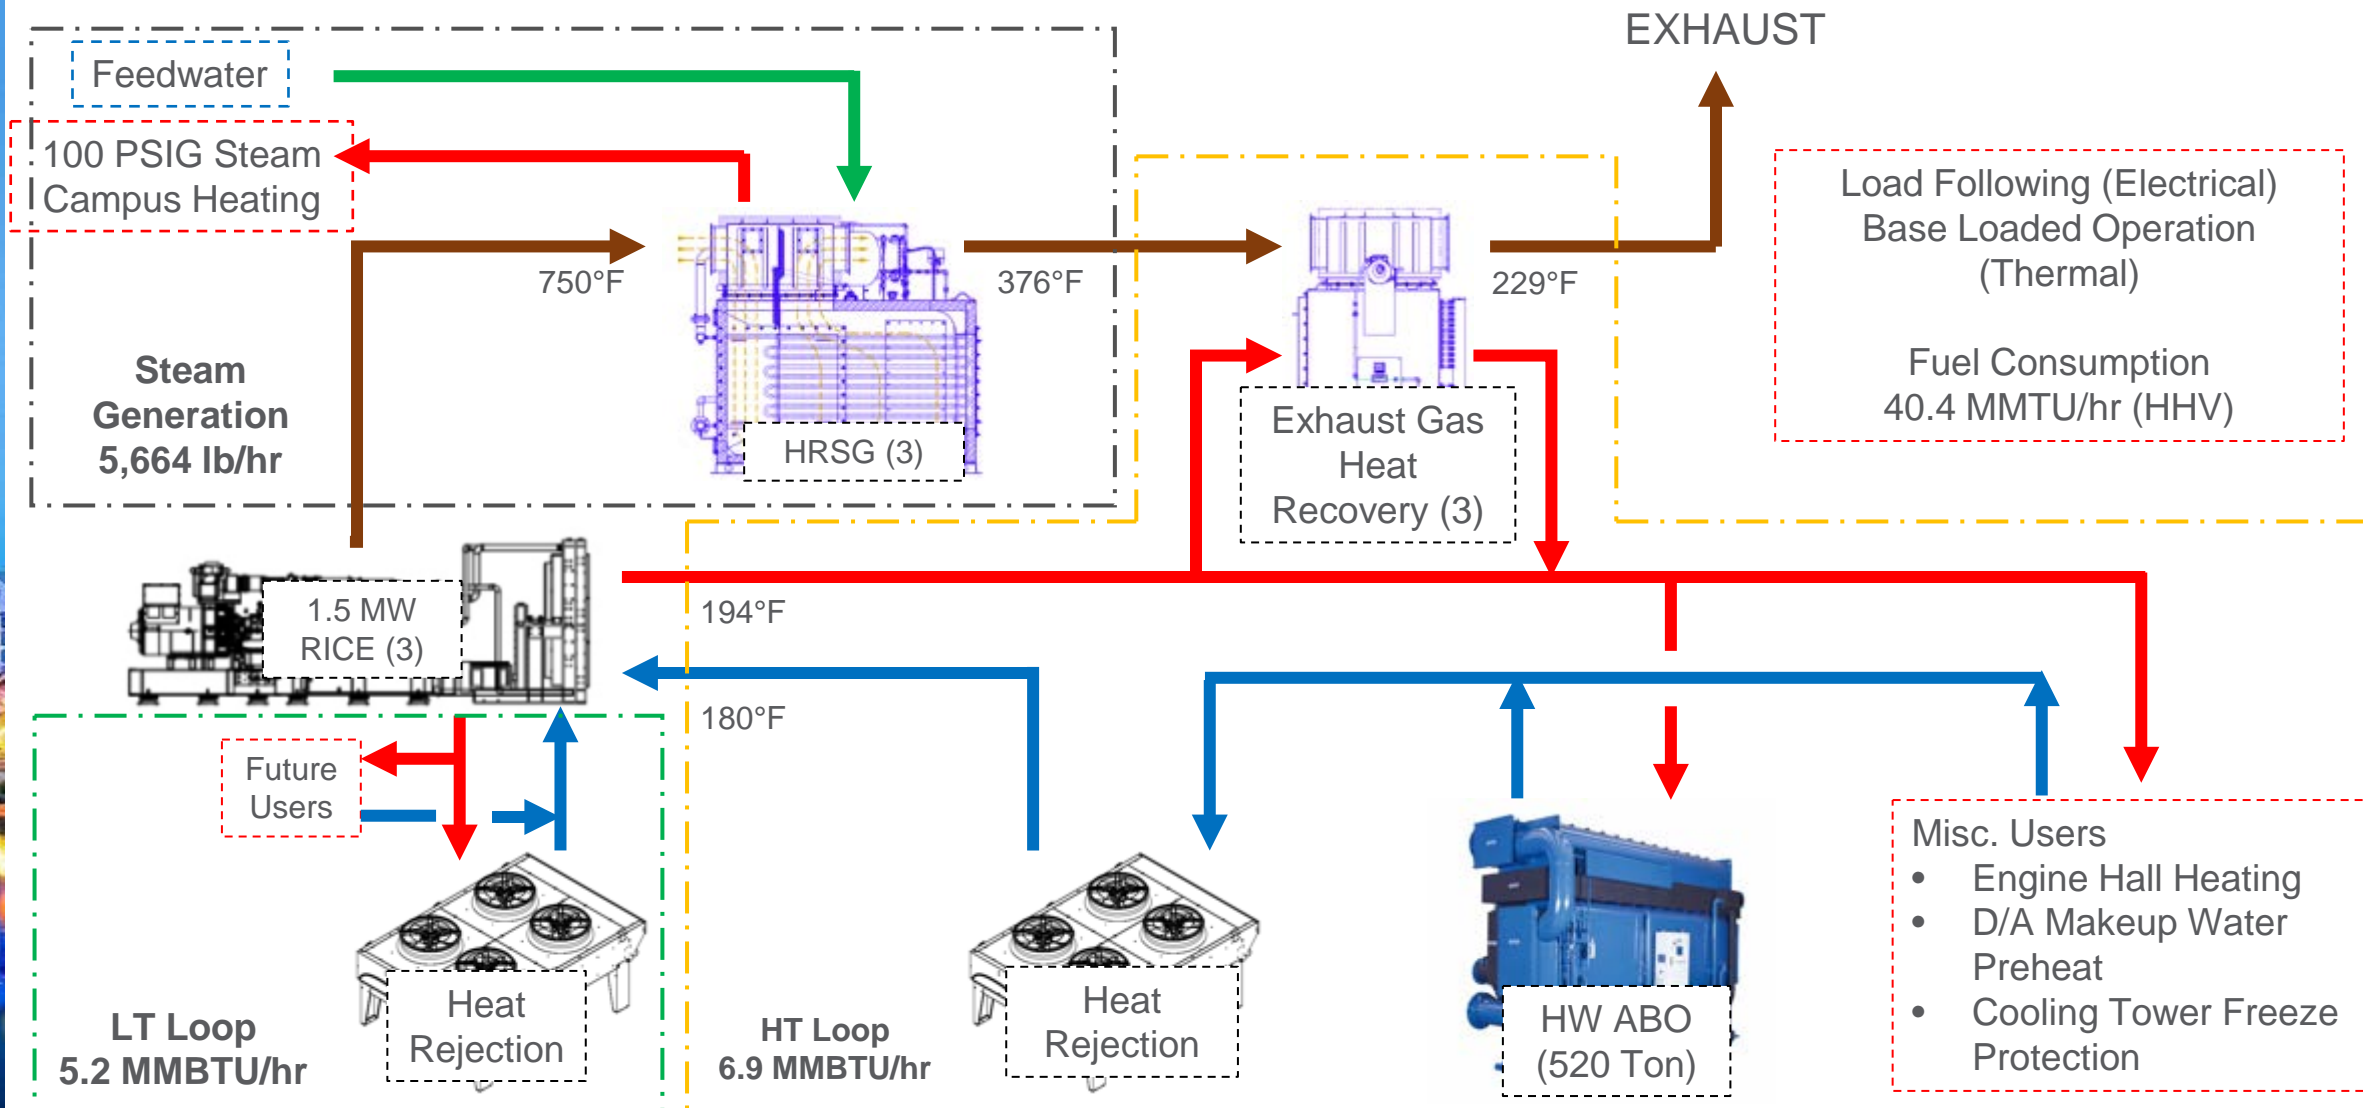 EXHAUST
Feedwater
100 PSIG Steam
Campus Heating
750°F
376°F
229°F
Load Following (Electrical)
Base Loaded Operation
(Thermal)
Fuel Consumption
40.4 MMTU/hr (HHV)
Steam
Generation
5,664 lb/hr
HRSG (3)
Exhaust Gas
Heat
Recovery (3)
1.5 MW
RICE (3)
194°F
180°F
Future
Users
LT Loop
5.2 MMBTU/hr
Heat
Rejection
HT Loop
6.9 MMBTU/hr
Heat
Rejection
HW ABO
(520 Ton)
Misc. Users
• Engine Hall Heating
• D/A Makeup Water
Preheat
• Cooling Tower Freeze
Protection